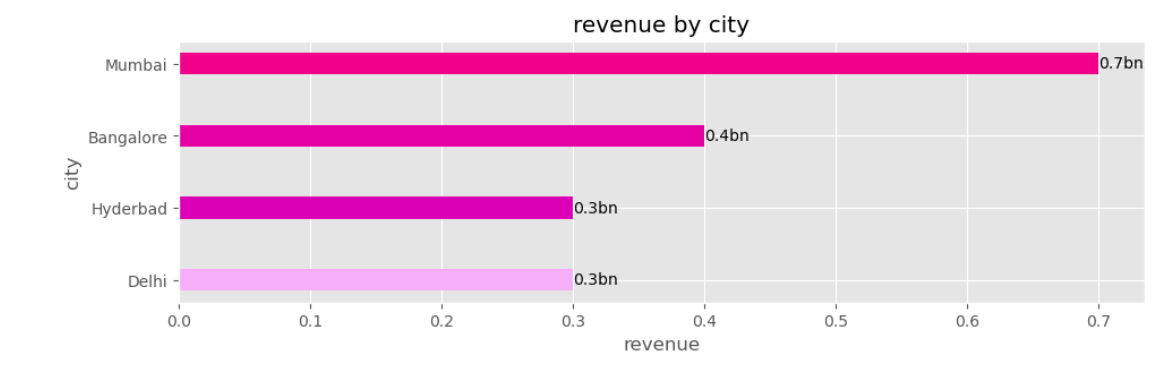 revenue by city
Mumbai
0.7bn
Bangalore
0.4bn
city
Hyderbad
0.3bn
Delhi
0.3bn
0.0 0.1 0.2 0.3 0.4 0.5 0.6 0.7
revenue